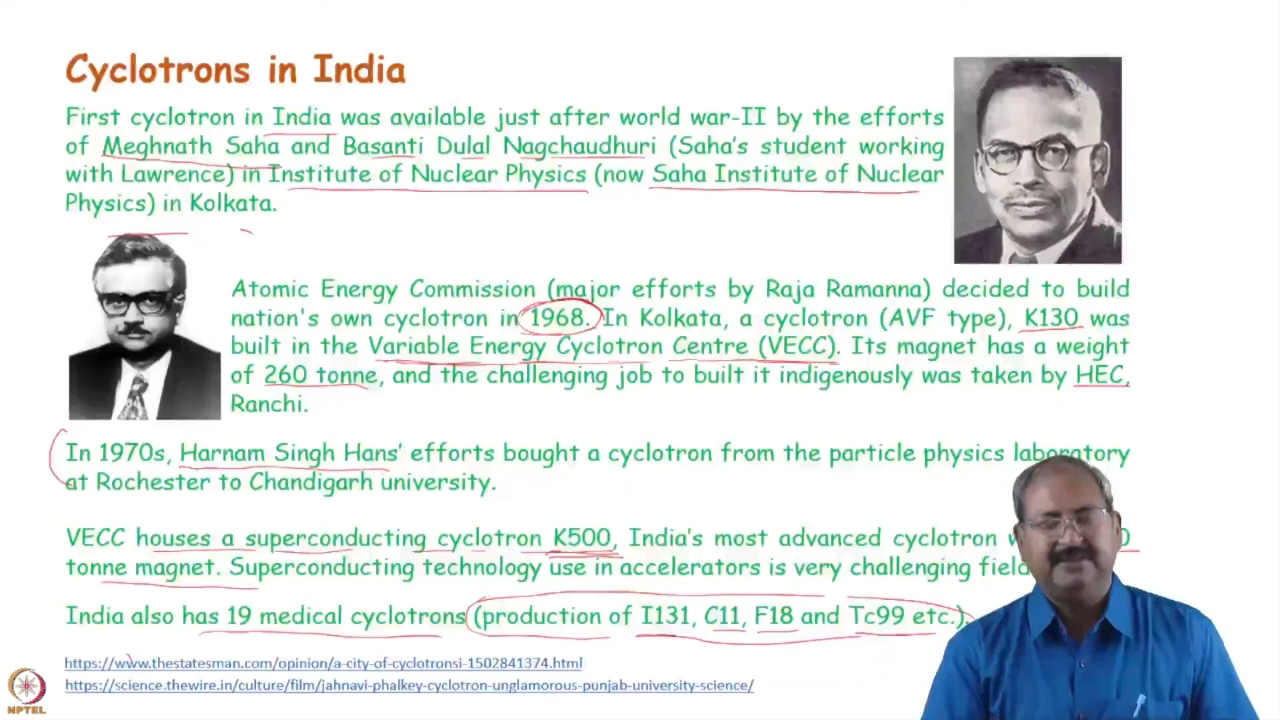 Cyclotrons in India
First cyclotron in India was available just after world war-II by the efforts
of Meghnath Saha and Basanti Dulal Nagchaudhuri (Saha's student working
with Lawrence) in Institute of Nuclear Physics (now Saha Institute of Nuclear
Physics) in Kolkata.
Atomic Energy Commission (major efforts by Raja Ramanna) decided to build
nation's own cyclotron in 1968. In Kolkata, a cyclotron (AVF type), K130 was
built in the Variable Energy Cyclotron Centre (VECC). Its magnet has a weight
of 260 tonne, and the challenging job to built it indigenously was taken by HEC,
Ranchi.
In 1970s, Harnam Singh Hans' efforts bought a cyclotron from the particle physics laboratory
at Rochester to Chandigarh university.
VECC houses a superconducting cyclotron K500, India's most advanced cyclotron
tonne magnet. Superconducting technology use in accelerators is very challenging field
India also has 19 medical cyclotrons (production of I131, C11, F18 and Tc99 etc.).
https://www.thestatesman.com/opinion/a-city-of-cyclotronsi-1502841374.html
https://science.thewire.in/culture/film/jahnavi-phalkey-cyclotron-unglamorous-punjab-university-science/
NPTEL